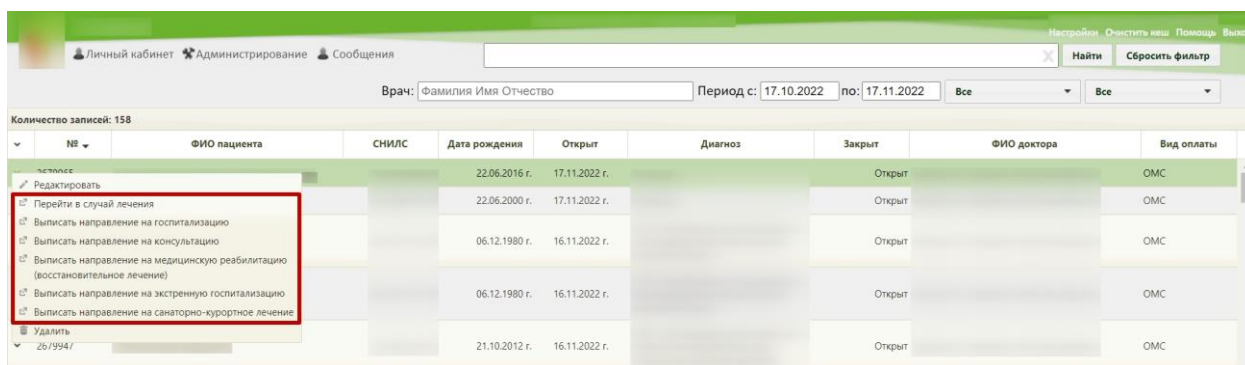 Настройки Очистить кеш Помощь
Личный кабинет Администрирование Сообщения Найти Сбросить фильтр
Врач: Фамилия Имя Отчество Период с: 17.10.2022 по: 17.11.2022 Все Все
Количество записей: 158
№ ФИО пациента СНИЛС Дата рождения Открыт Диагноз Закрыт ФИО доктора Вид оплаты
22.06.2016 г. 17.11.2022 г. Открыт ОМС
Редактировать
Перейти в случай лечения 22.06.2000 г. 17.11.2022 г. Открыт ОМС
Выписать направление на госпитализацию
Выписать направление на консультацию 06.12.1980 г. 16.11.2022 г. Открыт ОМС
Выписать направление на медицинскую реабилитацию
(восстановительное лечение)
Выписать направление на экстренную госпитализацию 06.12.1980 г. 16.11.2022 г. Открыт ОМС
Выписать направление на санаторно-курортное лечение
Удалить
2679947 21.10.2012 г. 16.11.2022 г. Открыт ОМС